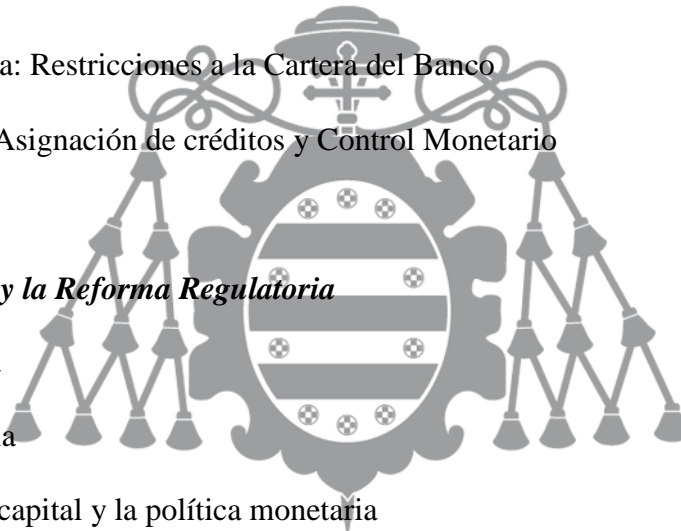 a: Restricciones a la Cartera del Banco
Asignación de créditos y Control Monetario
y la Reforma Regulatoria
capital y la política monetaria